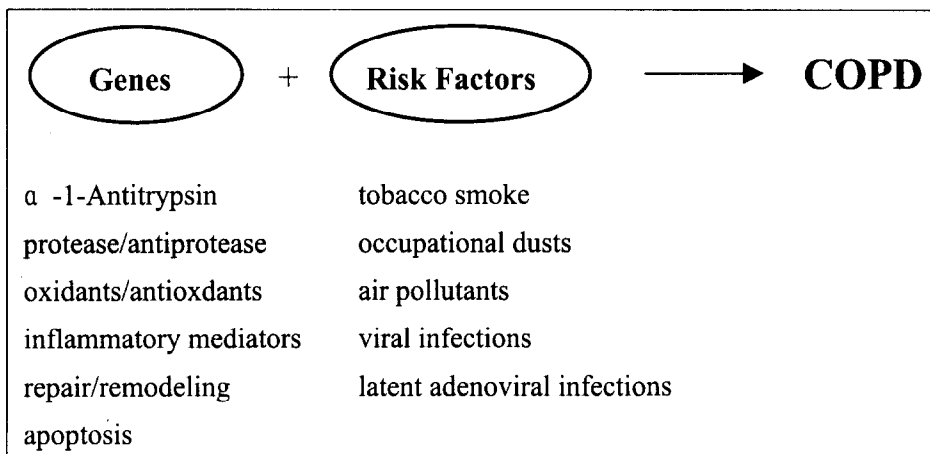 Genes + Risk Factors → COPD
α -1-Antitrypsin tobacco smoke
protease/antiprotease occupational dusts
oxidants/antioxdants air pollutants
inflammatory mediators viral infections
repair/remodeling latent adenoviral infections
apoptosis